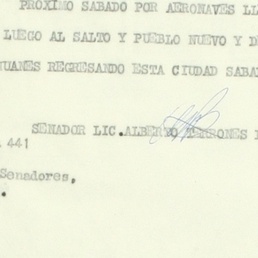 PROXIMO SABADO POR AERONAVES
LUEGO AL SALTO Y PUEBLO NUEVO Y
REGRESANDO ESTA CIUDAD
SENADOR LIC. ALBERTO
441
Senadores,